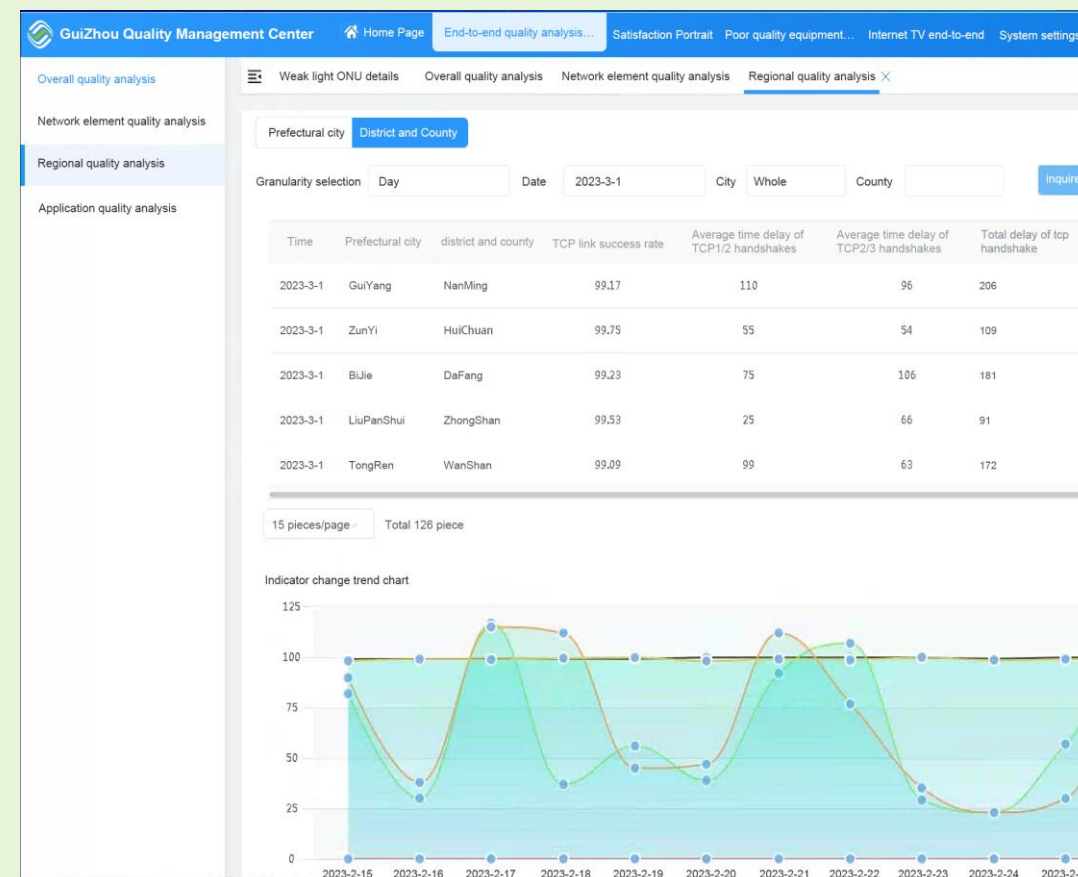 GuiZhou Quality Management Center Home Page End-to-end quality analysis... Satisfaction Portrait Poor quality equipment... Internet TV end-to-end System settings
Overall quality analysis
Network element quality analysis
Regional quality analysis
Application quality analysis
Weak light ONU details Overall quality analysis Network element quality analysis Regional quality analysis
Prefectural city District and County
Granularity selection Day Date 2023-3-1 City Whole County inquire
Time Prefectural city district and county TCP link success rate Average time delay of TCP1/2 handshakes Average time delay of TCP2/3 handshakes Total delay of tcp handshake
2023-3-1 GuiYang NanMing 99.17 110 96 206
2023-3-1 ZunYi HuiChuan 99.75 55 54 109
2023-3-1 BiJie DaFang 99.23 75 106 181
2023-3-1 LiuPanShui ZhongShan 99.53 25 66 91
2023-3-1 TongRen WanShan 99.09 99 63 172
15 pieces/page Total 126 piece
Indicator change trend chart
125
100
75
50
25
0
2023-2-15 2023-2-16 2023-2-17 2023-2-18 2023-2-19 2023-2-20 2023-2-21 2023-2-22 2023-2-23 2023-2-24 2023-2-